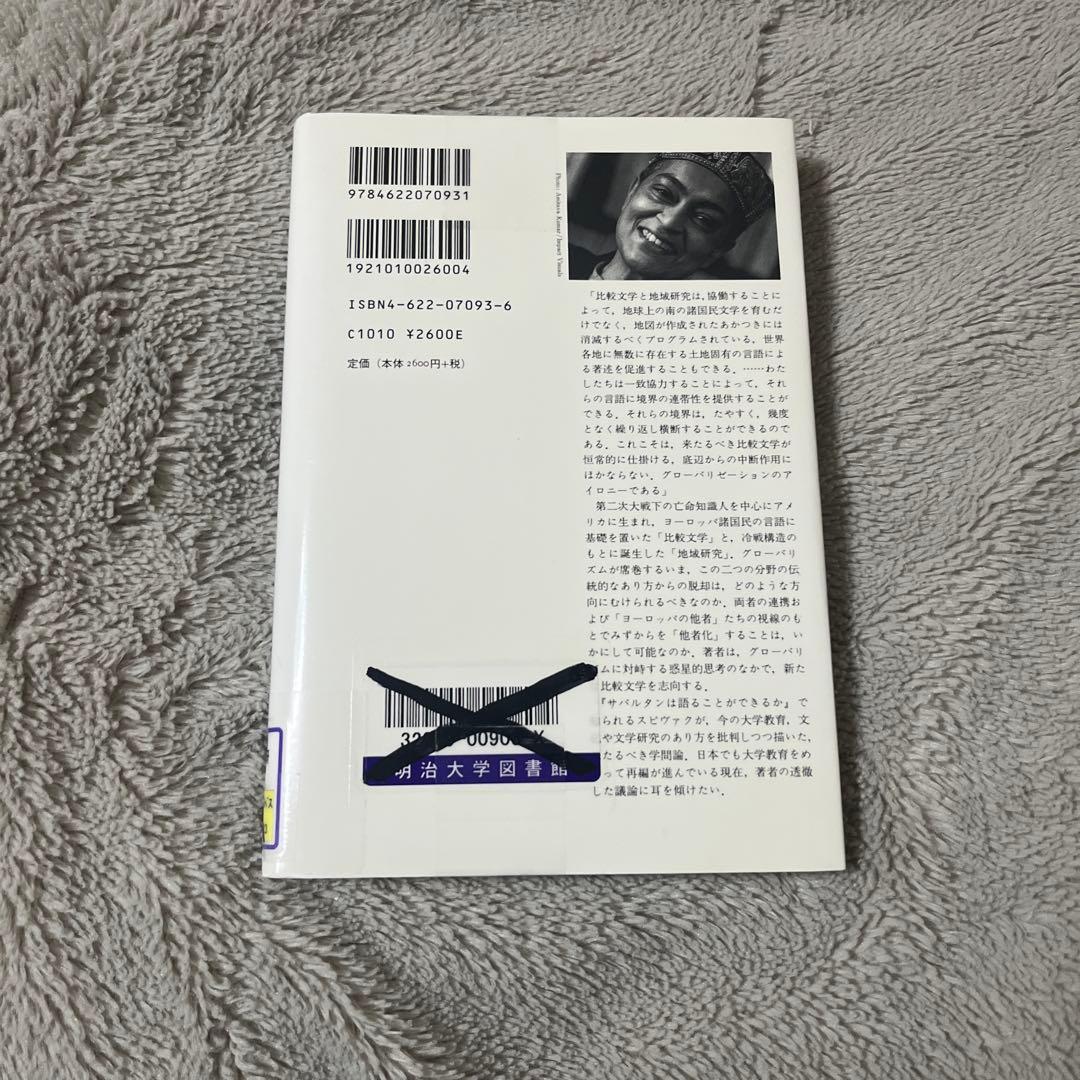 9784622070931
1921010026004
ISBN4-622-07093-6
C1010 ¥2600E
定価（本体 2600円+税）
Photo: Amitava Kumar/Impact Visuals
「比較文学と地域研究は，協働することに
よって，地球上の南の諸国民文学を育むだ
けでなく，地図が作成されたあかつきには
消滅するべくプログラムされている，世界
各地に無数に存在する土地固有の言語によ
る著述を促進することもできる．……わた
したちは一致協力することによって，それ
らの言語に境界の連帯性を提供することが
できる．それらの境界は，たやすく，幾度
となく繰り返し横断することができるので
ある．これこそは，来たるべき比較文学が
恒常的に仕掛ける，底辺からの中断作用に
ほかならない．グローバリゼーションのア
イロニーである」
第二次大戦下の亡命知識人を中心にアメ
リカに生まれ，ヨーロッパ諸国民の言語に
基礎を置いた「比較文学」と，冷戦構造の
もとに誕生した「地域研究」．グローバリ
ズムが席巻するいま，この二つの分野の伝
統的なあり方からの脱却は，どのような方
向にむけられるべきなのか．両者の連携お
よび「ヨーロッパの他者」たちの視線のも
とでみずからを「他者化」することは，い
かにして可能なのか．著者は，グローバリ
ズムに対峙する惑星的思考のなかで，新た
比較文学を志向する．
『サバルタンは語ることができるか』で
られるスピヴァクが，今の大学教育，文
や文学研究のあり方を批判しつつ描いた，
たるべき学問論．日本でも大学教育をめ
って再編が進んでいる現在，著者の透徹
した議論に耳を傾けたい．
明治大学図書館